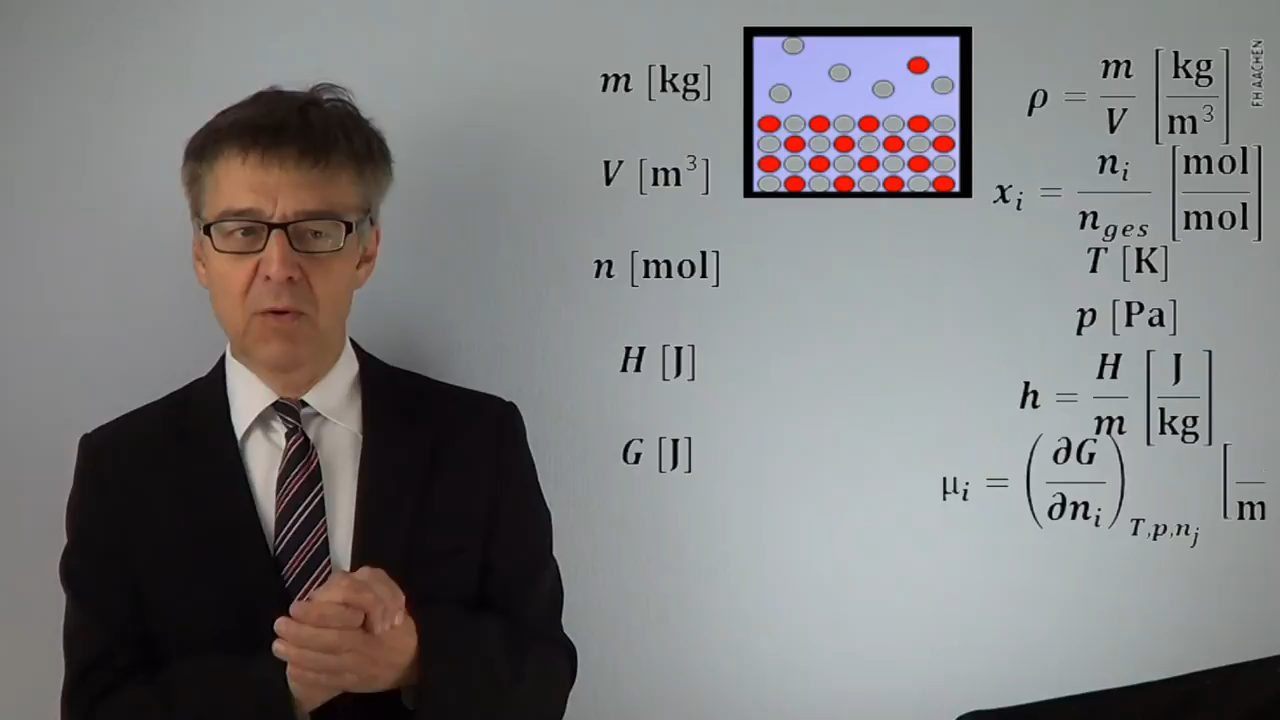 m [kg]
V [m³]
n [mol]
H [J]
G [J]
ρ = m/V [kg/m³]
x_i = n_i/n_ges [mol/mol]
T [K]
p [Pa]
h = H/m [J/kg]
μ_i = (∂G/∂n_i)_T,p,n_j [ /m
FH AACHEN